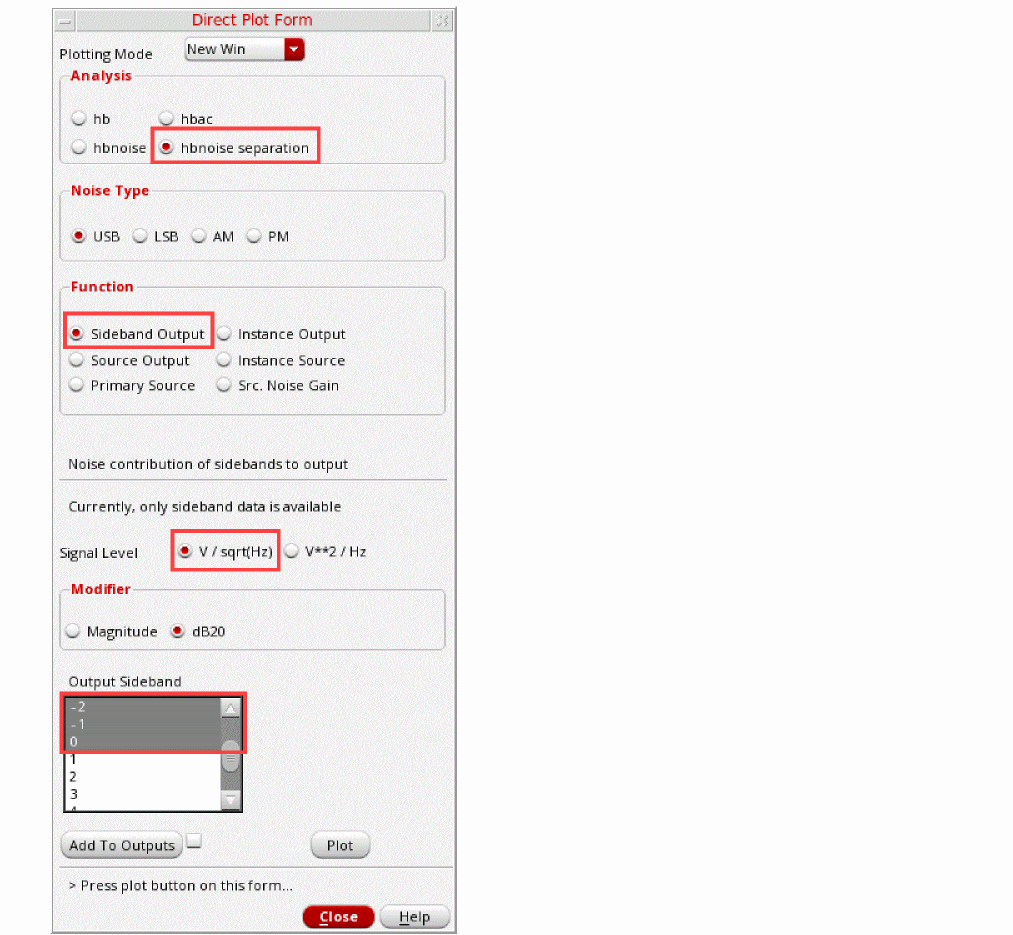 Direct Plot Form
Plotting Mode New Win
Analysis
hb hbac
hbnoise hbnoise separation
Noise Type
USB LSB AM PM
Function
Sideband Output Instance Output
Source Output Instance Source
Primary Source Src. Noise Gain
Noise contribution of sidebands to output
Currently, only sideband data is available
Signal Level V / sqrt(Hz) V**2 / Hz
Modifier
Magnitude dB20
Output Sideband
-2
-1
0
1
2
3
Add To Outputs Plot
> Press plot button on this form...
Close Help